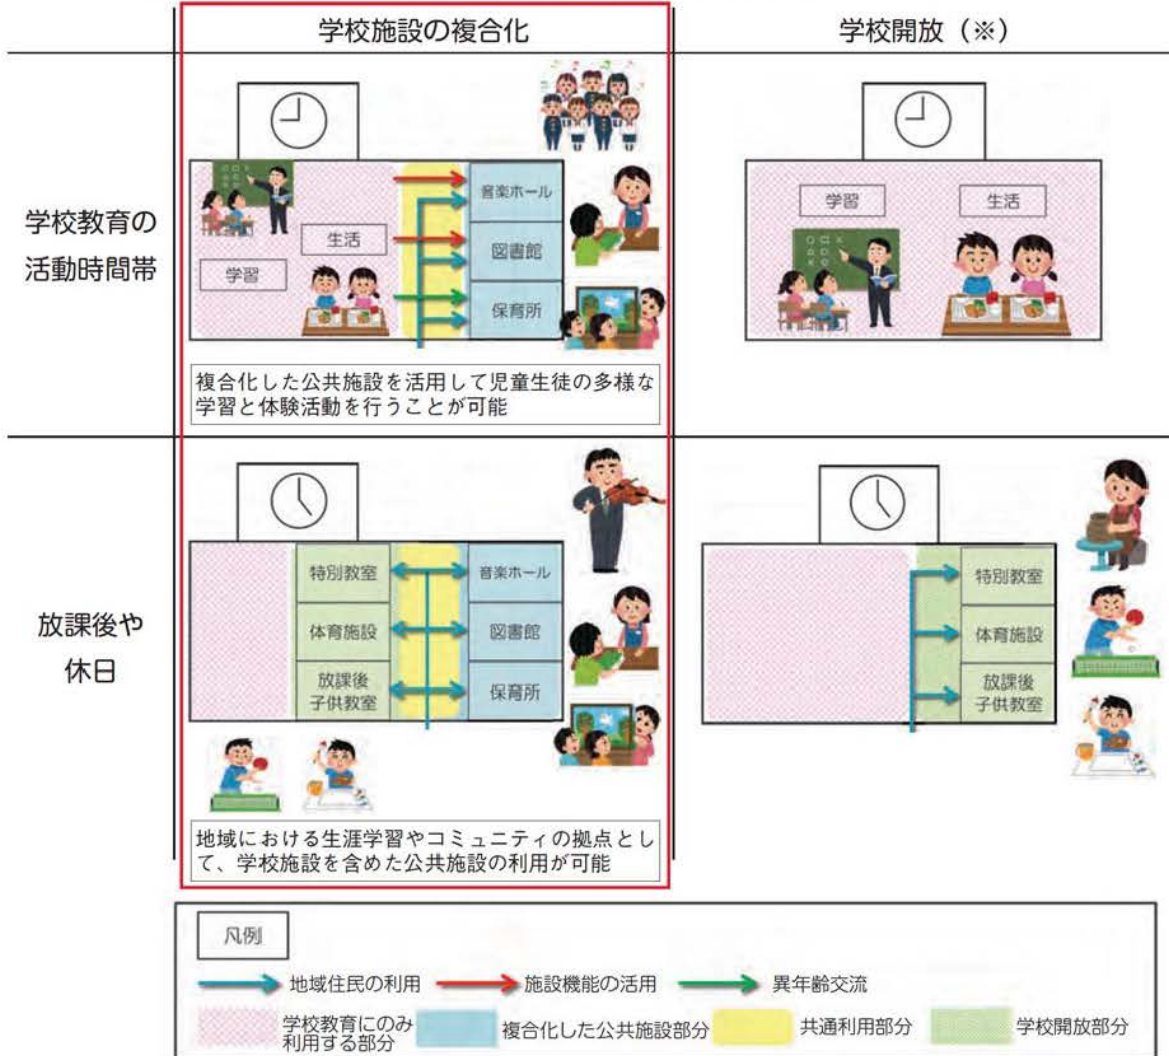 学校施設の複合化
学校開放（※）
学校教育の
活動時間帯
学習
生活
音楽ホール
図書館
保育所
学習
生活
複合化した公共施設を活用して児童生徒の多様な
学習と体験活動を行うことが可能
放課後や
休日
特別教室
体育施設
放課後
子供教室
音楽ホール
図書館
保育所
特別教室
体育施設
放課後
子供教室
地域における生涯学習やコミュニティの拠点とし
て、学校施設を含めた公共施設の利用が可能
凡例
地域住民の利用
施設機能の活用
異年齢交流
学校教育にのみ
利用する部分
複合化した公共施設部分
共通利用部分
学校開放部分